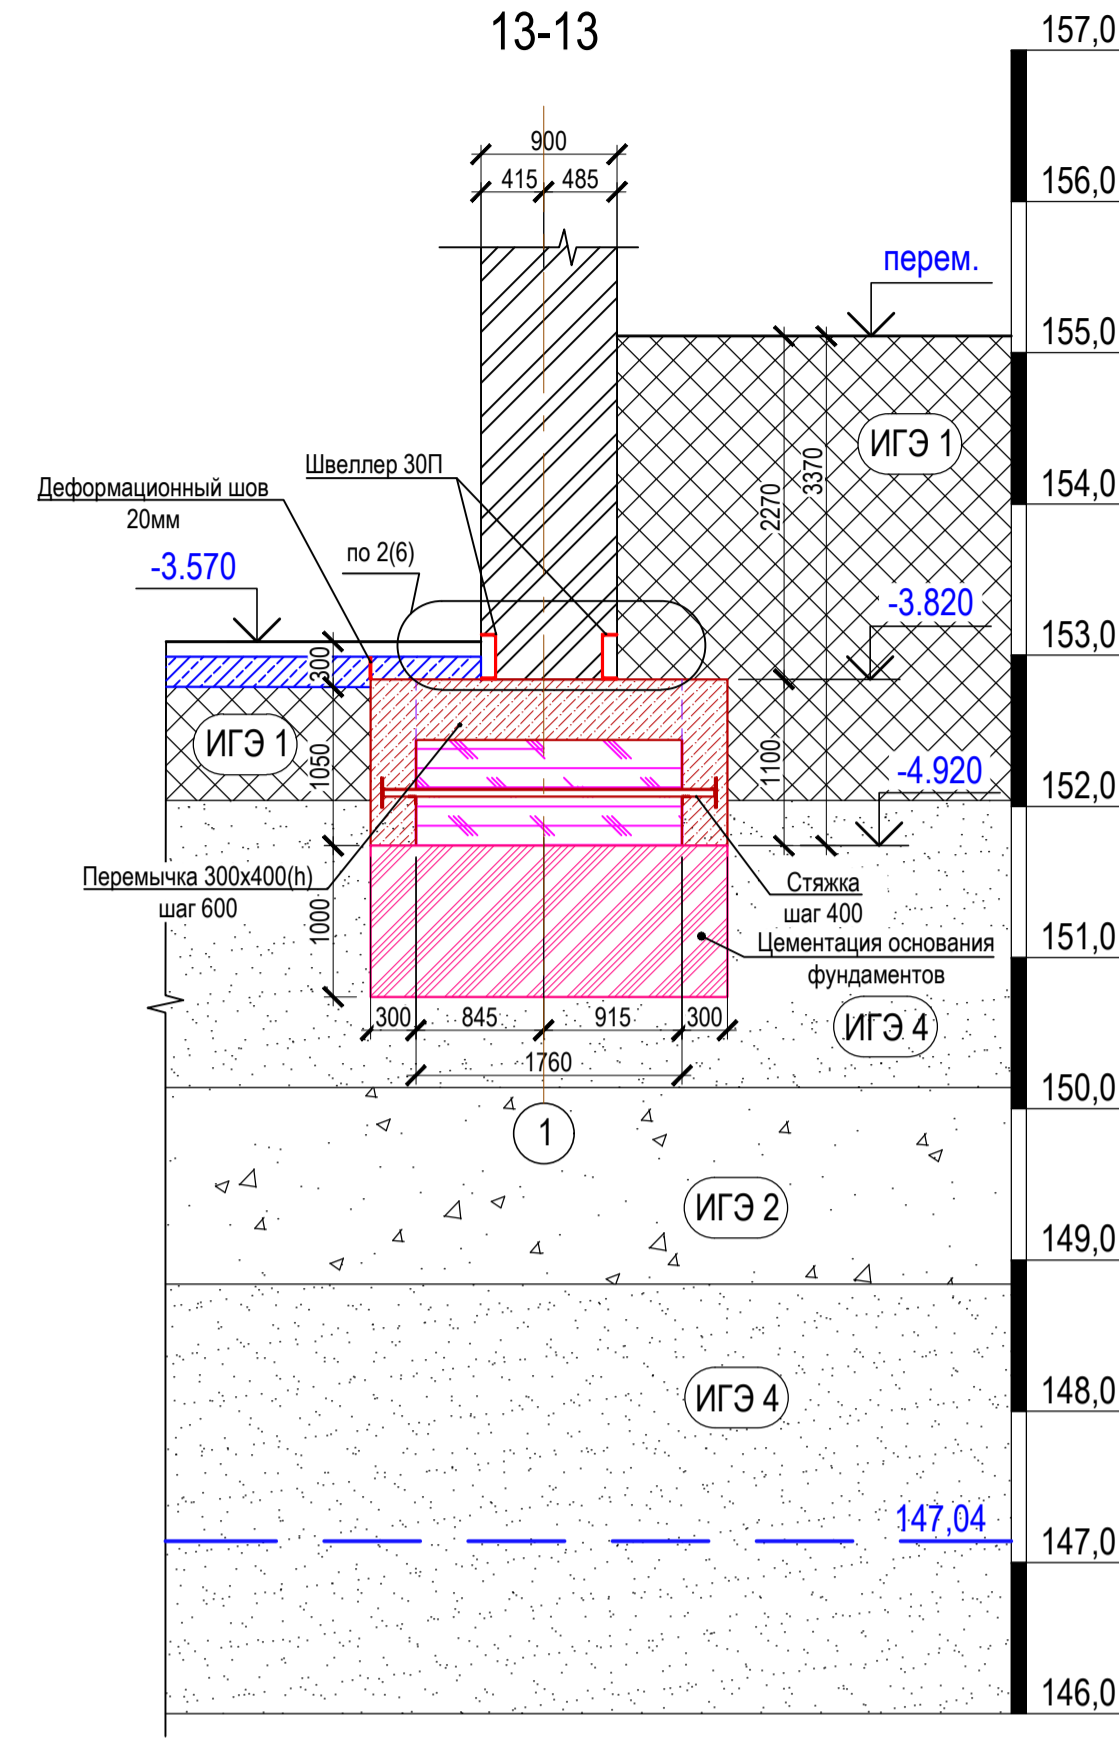 13-13
157,0
156,0
155,0
154,0
153,0
152,0
151,0
150,0
149,0
148,0
147,0
146,0
900
415
485
перем.
ИГЭ 1
2270
3370
Швеллер 30П
Деформационный шов
20мм
по 2(6)
-3.570
-3.820
300
ИГЭ 1
1050
1100
-4.920
Перемычка 300х400(h)
шаг 600
Стяжка
шаг 400
1000
Цементация основания
фундаментов
300
845
915
300
ИГЭ 4
1760
1
ИГЭ 2
ИГЭ 4
147,04